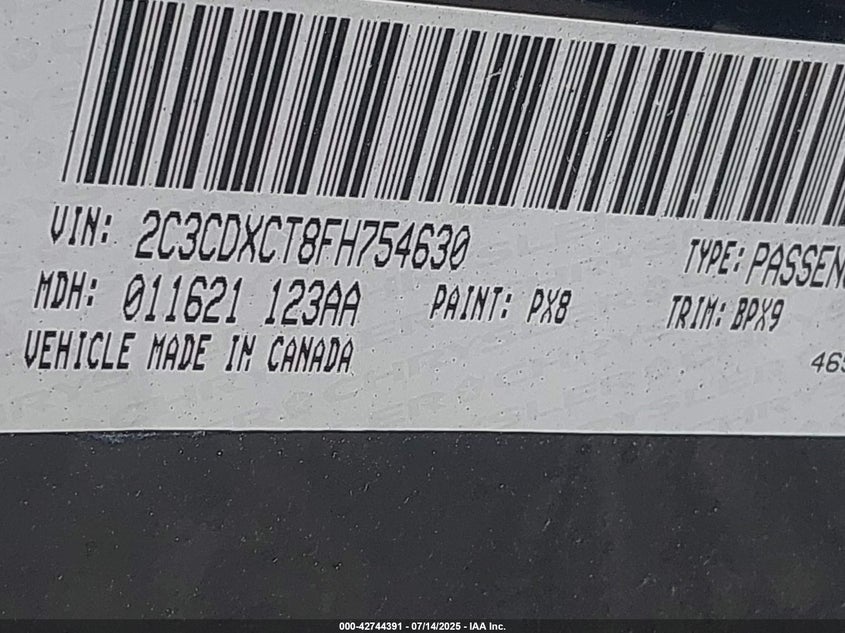 VIN: 2C3CDXCT8FH754630
TYPE: PASSEN
MDH: 011621 123AA
PAINT: PX8
TRIM: BPX9
VEHICLE MADE IN CANADA
465
000-42744391 - 07/14/2025 - IAA Inc.